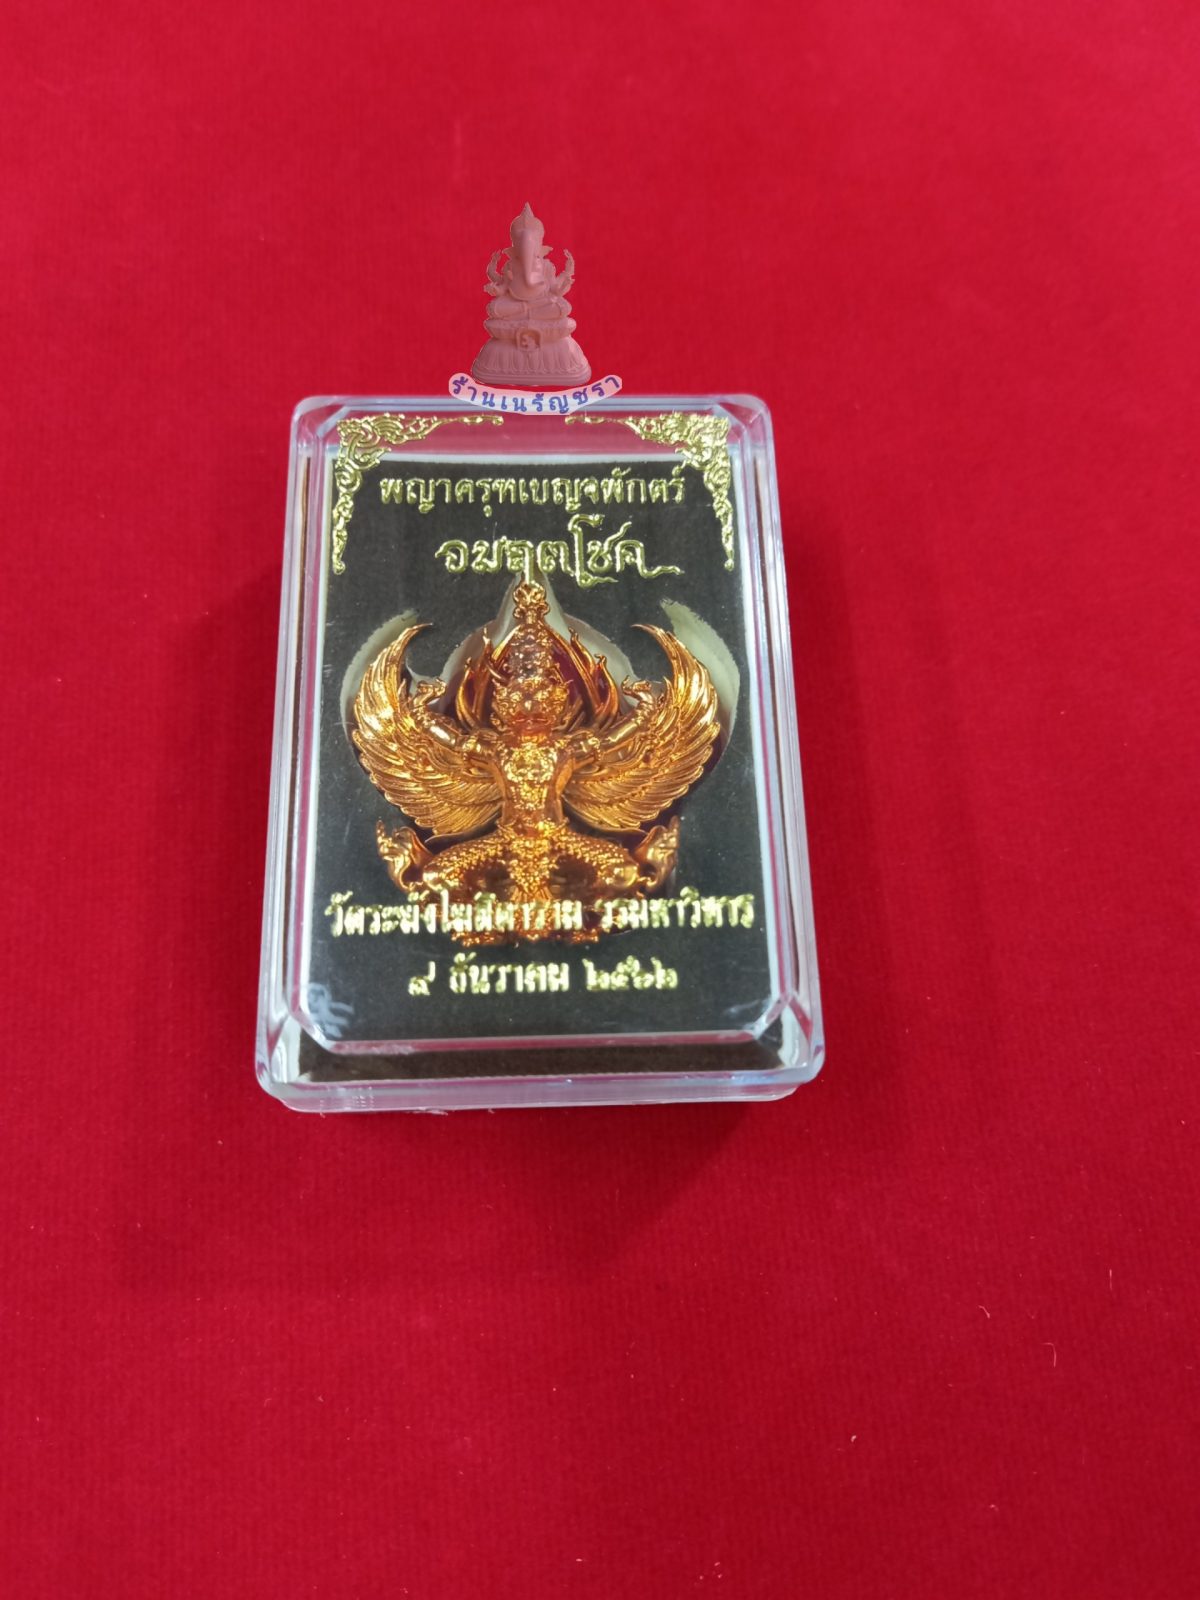 ร้านเนรัญชรา
พญาครุฑเบญจพักตร์
อมฤตโชค
วัดระฆังโฆสิตาราม วรมหาวิหาร
๙ ธันวาคม ๒๕๖๒